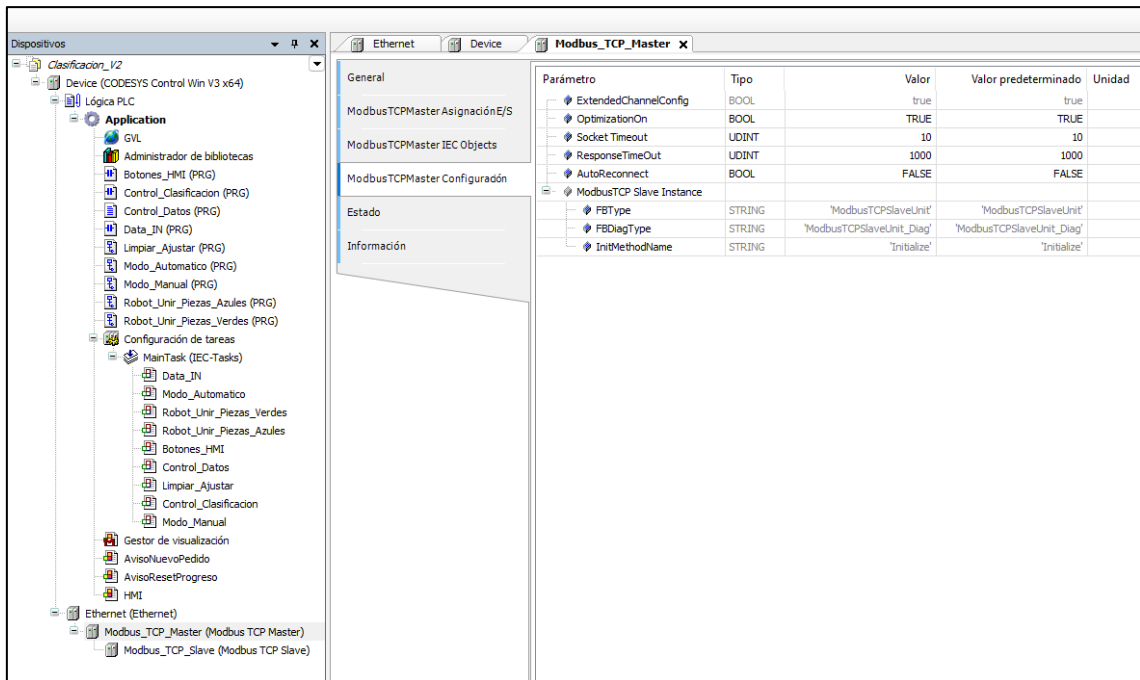 Dispositivos
Clasificacion_V2
Device (CODESYS Control Win V3 x64)
Lógica PLC
Application
GVL
Administrador de bibliotecas
Botones_HMI (PRG)
Control_Clasificacion (PRG)
Control_Datos (PRG)
Data_IN (PRG)
Limpiar_Ajustar (PRG)
Modo_Automatico (PRG)
Modo_Manual (PRG)
Robot_Unir_Piezas_Azules (PRG)
Robot_Unir_Piezas_Verdes (PRG)
Configuración de tareas
MainTask (IEC-Tasks)
Data_IN
Modo_Automatico
Robot_Unir_Piezas_Verdes
Robot_Unir_Piezas_Azules
Botones_HMI
Control_Datos
Limpiar_Ajustar
Control_Clasificacion
Modo_Manual
Gestor de visualización
AvisoNuevoPedido
AvisoResetProgreso
HMI
Ethernet (Ethernet)
Modbus_TCP_Master (Modbus TCP Master)
Modbus_TCP_Slave (Modbus TCP Slave)
Ethernet Device Modbus_TCP_Master
General
ModbusTCPMaster Asignación E/S
ModbusTCPMaster IEC Objects
ModbusTCPMaster Configuración
Estado
Información
Parámetro Tipo Valor Valor predeterminado Unidad
ExtendedChannelConfig BOOL true true
OptimizationOn BOOL TRUE TRUE
Socket Timeout UDINT 10 10
ResponseTimeOut UDINT 1000 1000
AutoReconnect BOOL FALSE FALSE
ModbusTCP Slave Instance
FBType STRING 'ModbusTCPSlaveUnit' 'ModbusTCPSlaveUnit'
FBDiagType STRING 'ModbusTCPSlaveUnit_Diag' 'ModbusTCPSlaveUnit_Diag'
InitMethodName STRING 'Initialize' 'Initialize'